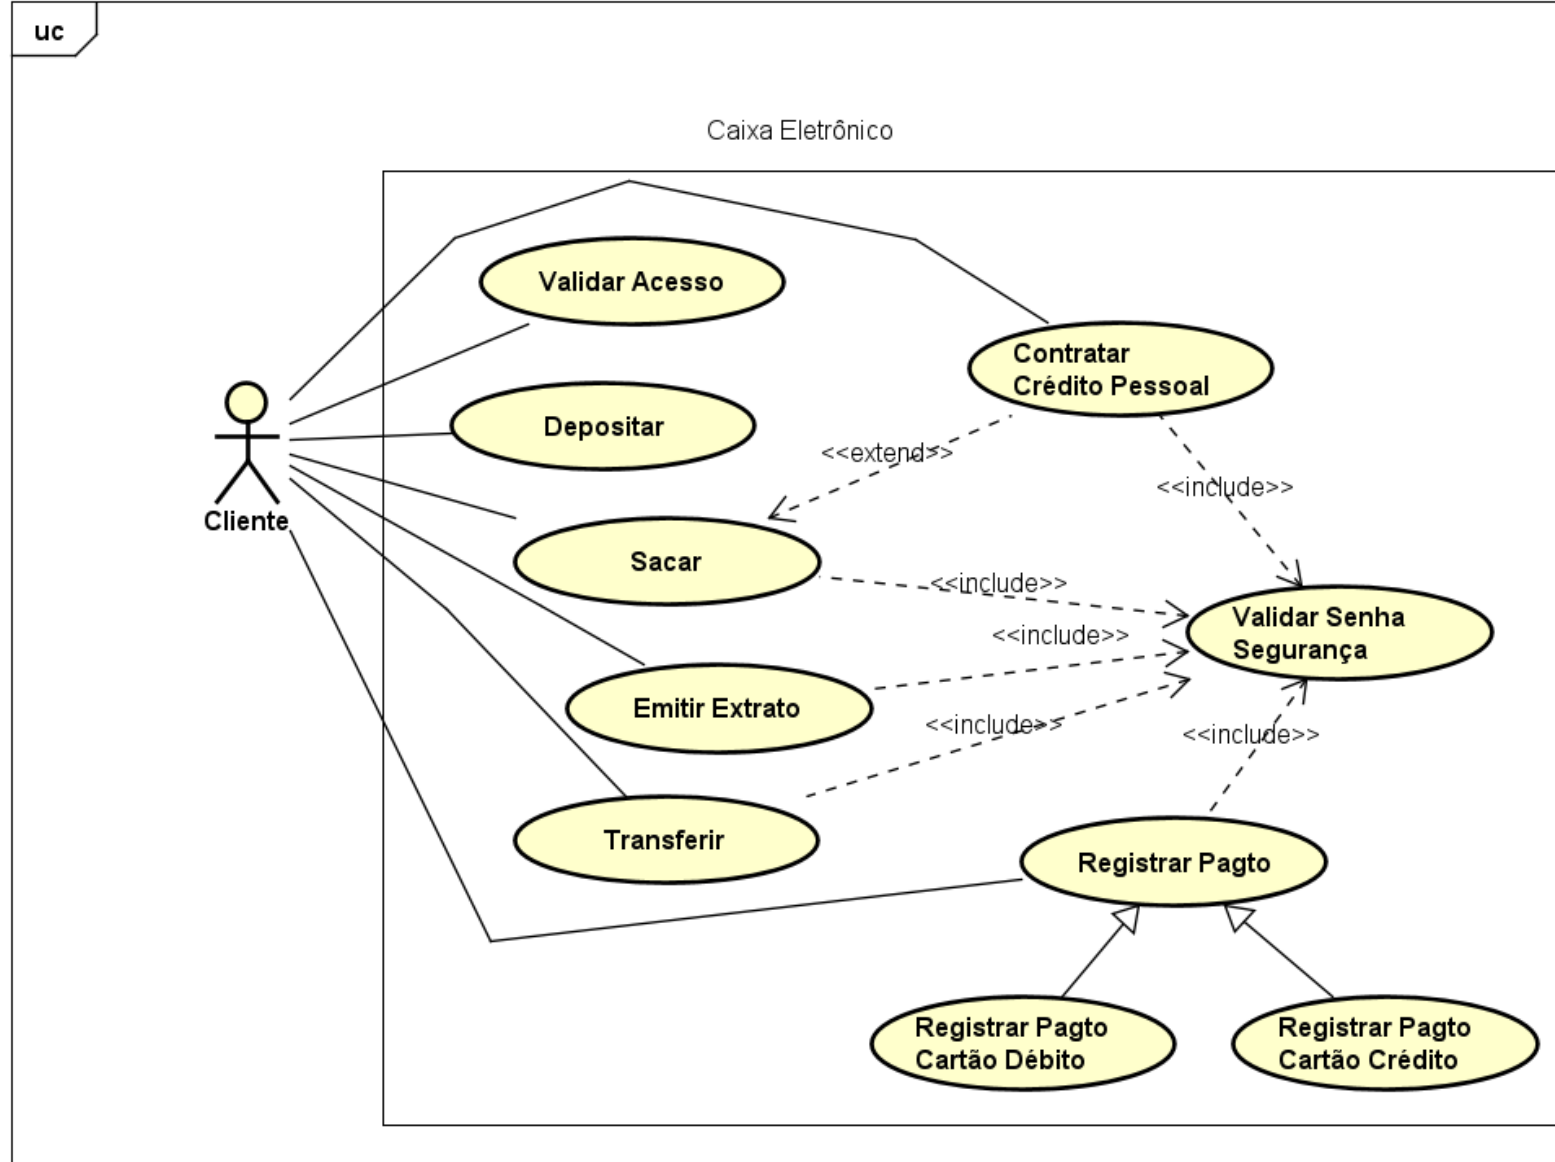 uc
Caixa Eletrônico
Validar Acesso
Contratar
Crédito Pessoal
Depositar
<<extend>>
<<include>>
Cliente
Sacar
<<include>>
Validar Senha
Segurança
<<include>>
Emitir Extrato
<<include>>
<<include>>
Transferir
Registrar Pagto
Registrar Pagto
Cartão Débito
Registrar Pagto
Cartão Crédito